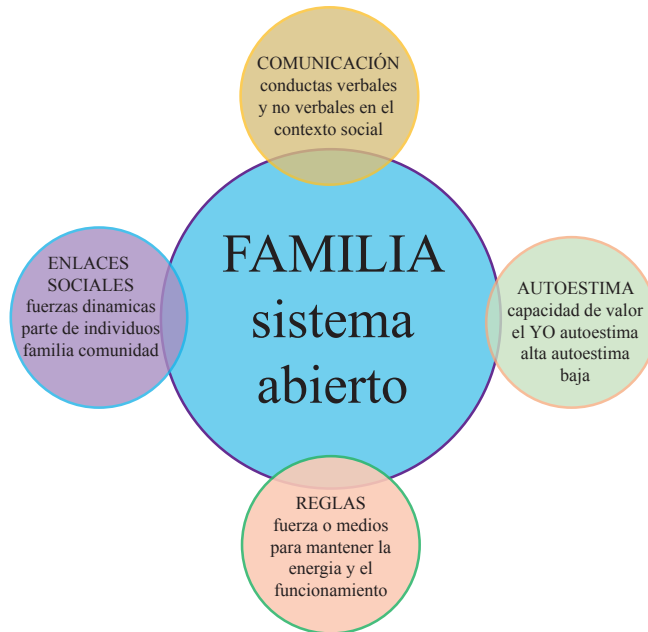 COMUNICACIÓN
conductas verbales
y no verbales en el
contexto social
FAMILIA
sistema
abierto
ENLACES
SOCIALES
fuerzas dinamicas
parte de individuos
familia comunidad
AUTOESTIMA
capacidad de valor
el YO autoestima
alta autoestima
baja
REGLAS
fuerza o medios
para mantener la
energia y el
funcionamiento